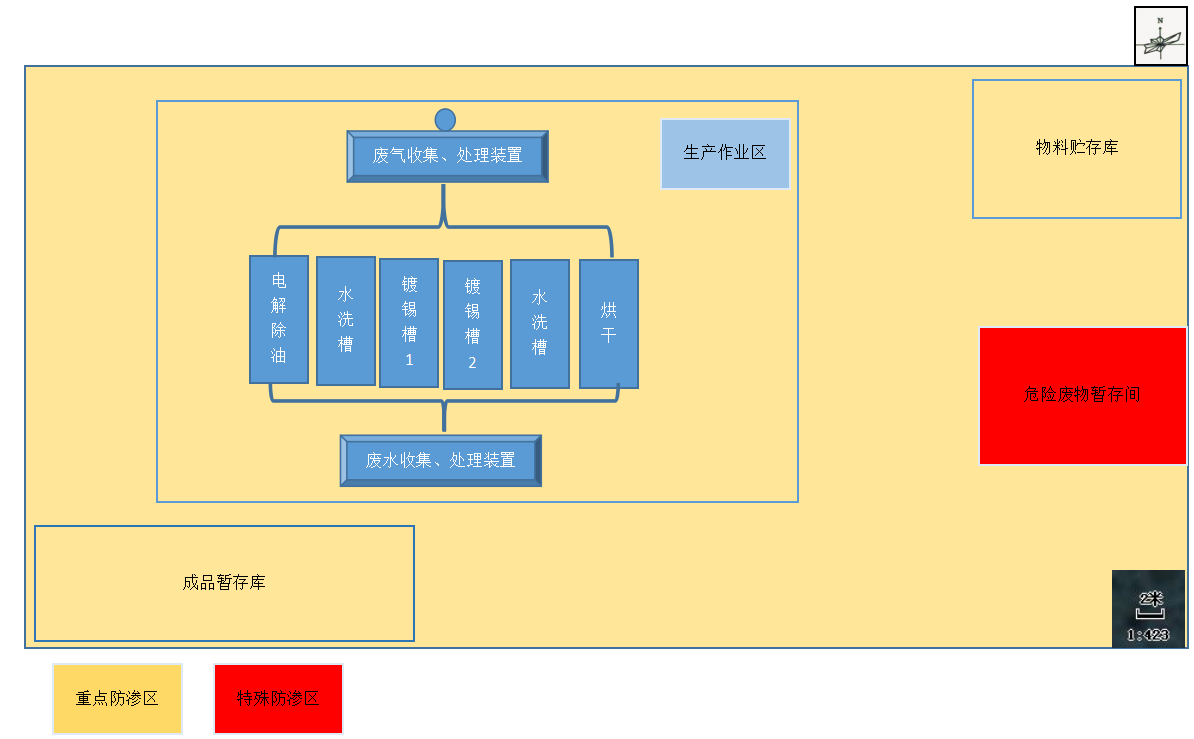 N
废气收集、处理装置
生产作业区
物料贮存库
电解除油
水洗槽
镀锡槽1
镀锡槽2
水洗槽
烘干
危险废物暂存间
废水收集、处理装置
成品暂存库
2米
1:423
重点防渗区
特殊防渗区